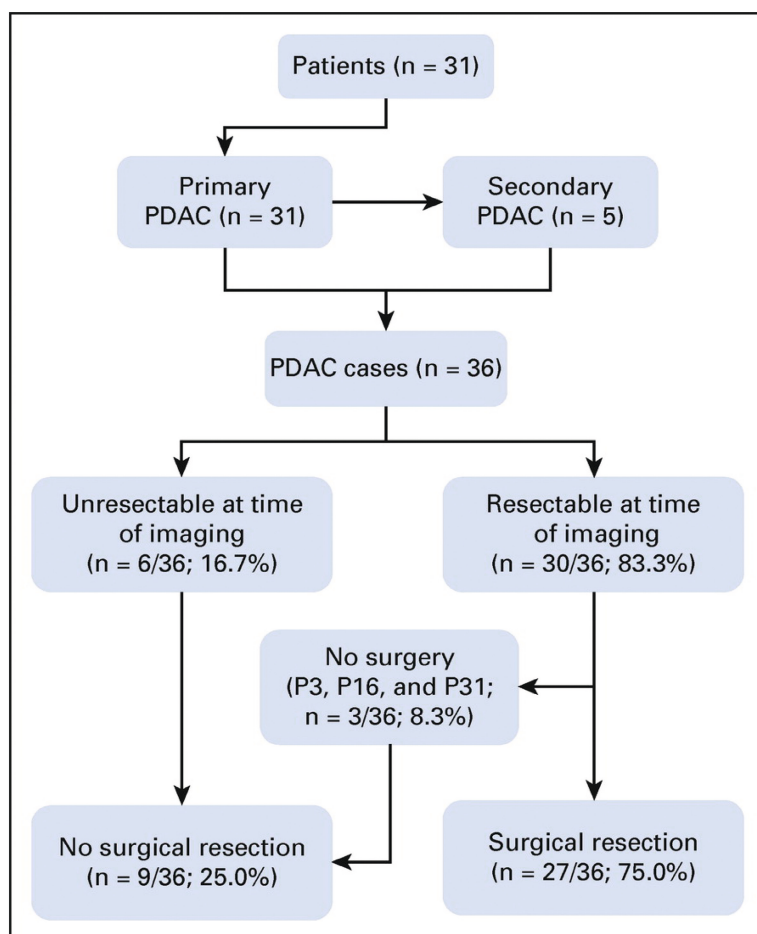 Patients (n = 31)
Primary
PDAC (n = 31)
Secondary
PDAC (n = 5)
PDAC cases (n = 36)
Unresectable at time
of imaging
(n = 6/36; 16.7%)
Resectable at time
of imaging
(n = 30/36; 83.3%)
No surgery
(P3, P16, and P31;
n = 3/36; 8.3%)
No surgical resection
(n = 9/36; 25.0%)
Surgical resection
(n = 27/36; 75.0%)